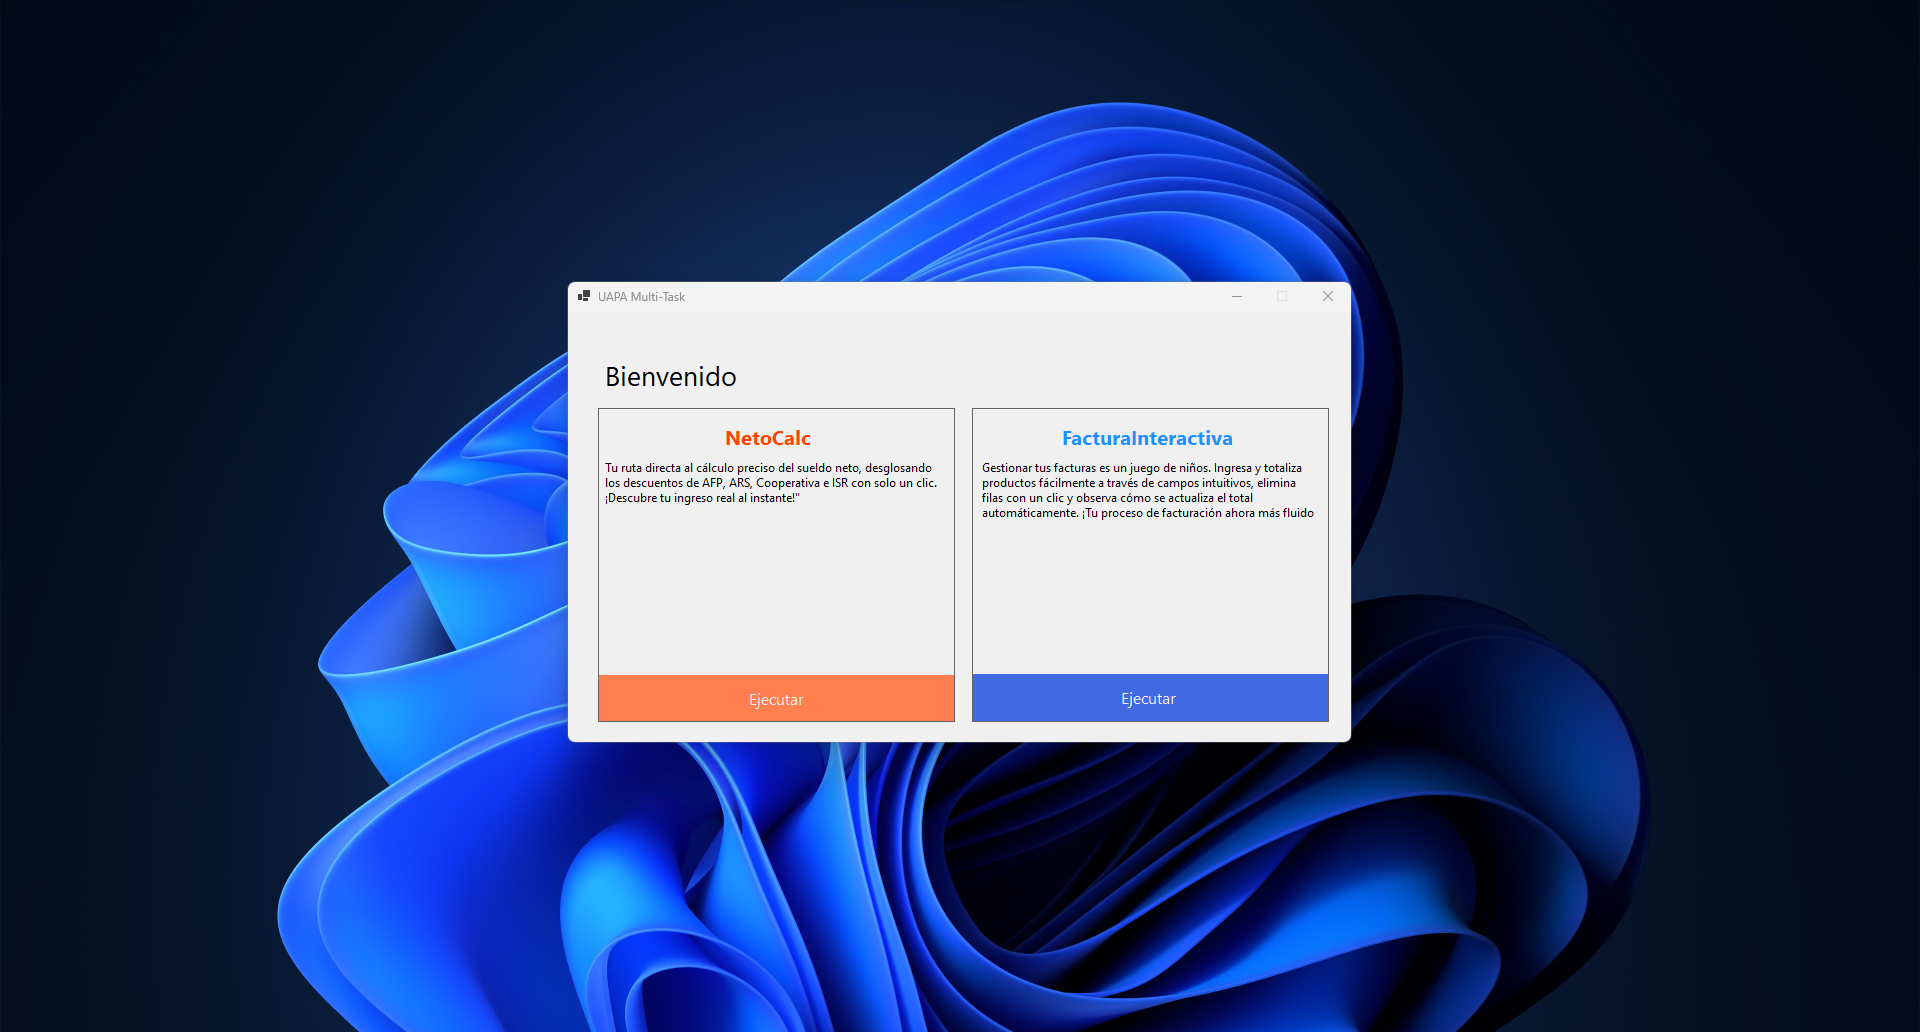 UAPA Multi-Task
Bienvenido
NetoCalc
Tu ruta directa al cálculo preciso del sueldo neto, desglosando
los descuentos de AFP, ARS, Cooperativa e ISR con solo un clic.
¡Descubre tu ingreso real al instante!"
Ejecutar
FacturaInteractiva
Gestionar tus facturas es un juego de niños. Ingresa y totaliza
productos fácilmente a través de campos intuitivos, elimina
filas con un clic y observa cómo se actualiza el total
automáticamente. ¡Tu proceso de facturación ahora más fluido
Ejecutar